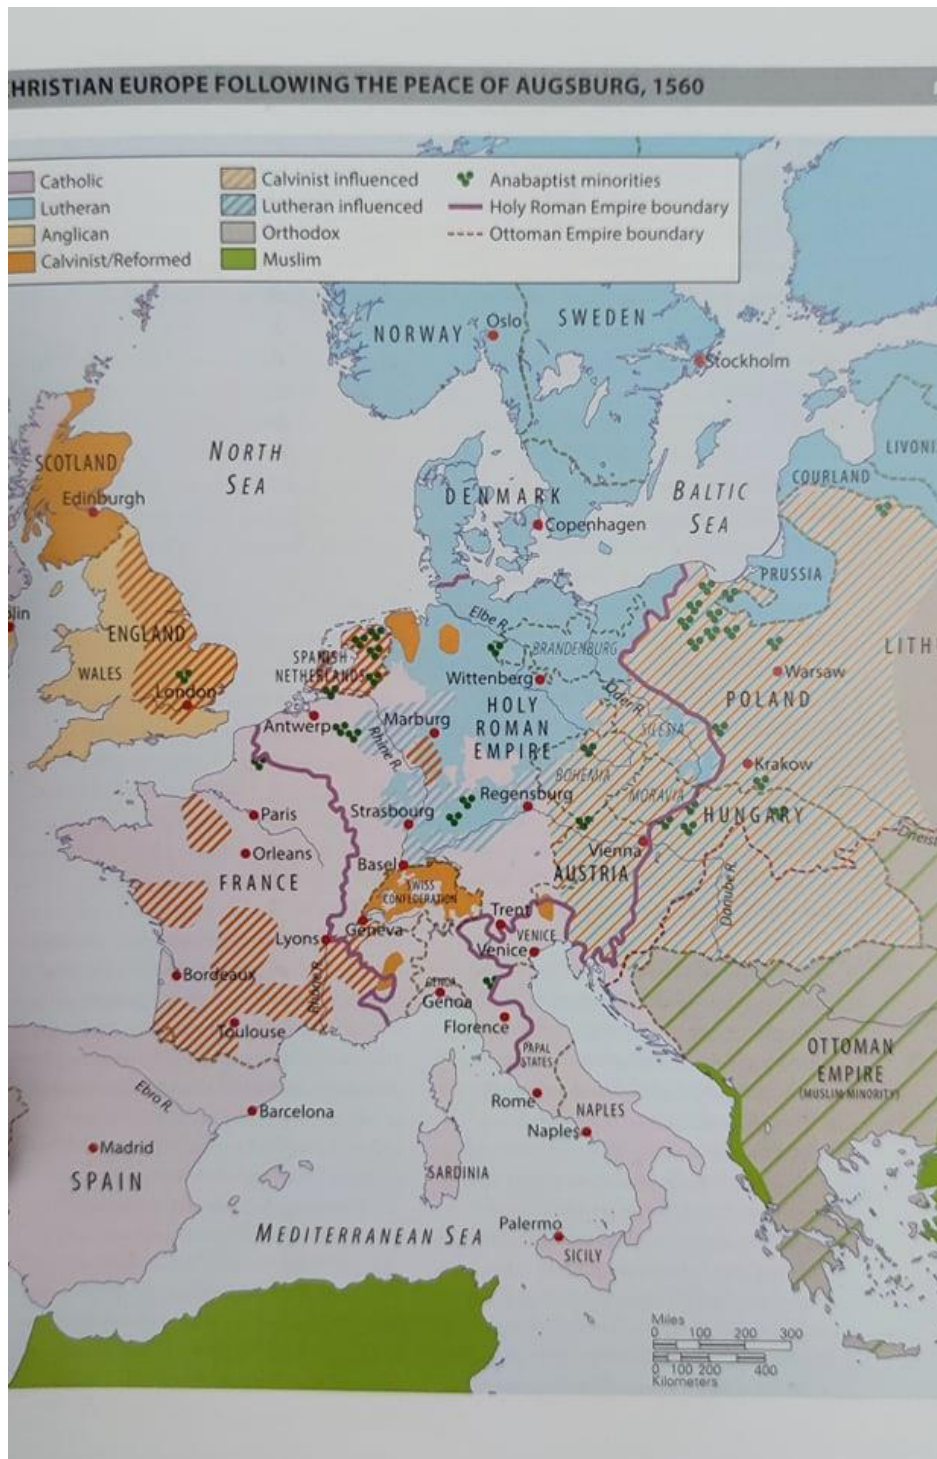 HRISTIAN EUROPE FOLLOWING THE PEACE OF AUGSBURG, 1560
Catholic
Lutheran
Anglican
Calvinist/Reformed
Calvinist influenced
Lutheran influenced
Orthodox
Muslim
Anabaptist minorities
Holy Roman Empire boundary
Ottoman Empire boundary
NORWAY
Oslo
SWEDEN
Stockholm
NORTH
SEA
SCOTLAND
Edinburgh
DENMARK
Copenhagen
BALTIC
SEA
LIVONI
COURLAND
PRUSSIA
lin
ENGLAND
WALES
London
SPANISH
NETHERLANDS
Elbe R.
BRANDENBURG
LITH
Wittenberg
Warsaw
POLAND
Antwerp
Marburg
Rhine R.
HOLY
ROMAN
EMPIRE
Oder R.
SILESIA
BOHEMIA
MORAVIA
Krakow
Regensburg
HUNGARY
Paris
Strasbourg
Orleans
Vienna
Dneist
FRANCE
Basel
SWISS
CONFEDERATION
AUSTRIA
Danube R.
Trent
Geneva
Lyons
VENICE
Venice
Bordeaux
Rhone R.
GENOA
Genoa
Florence
Toulouse
PAPAL
STATES
OTTOMAN
EMPIRE
(MUSLIM MINORITY)
Ebro R.
Barcelona
Rome
NAPLES
Naples
Madrid
SPAIN
SARDINIA
MEDITERRANEAN SEA
Palermo
SICILY
Miles
0 100 200 300
0 100 200 400
Kilometers